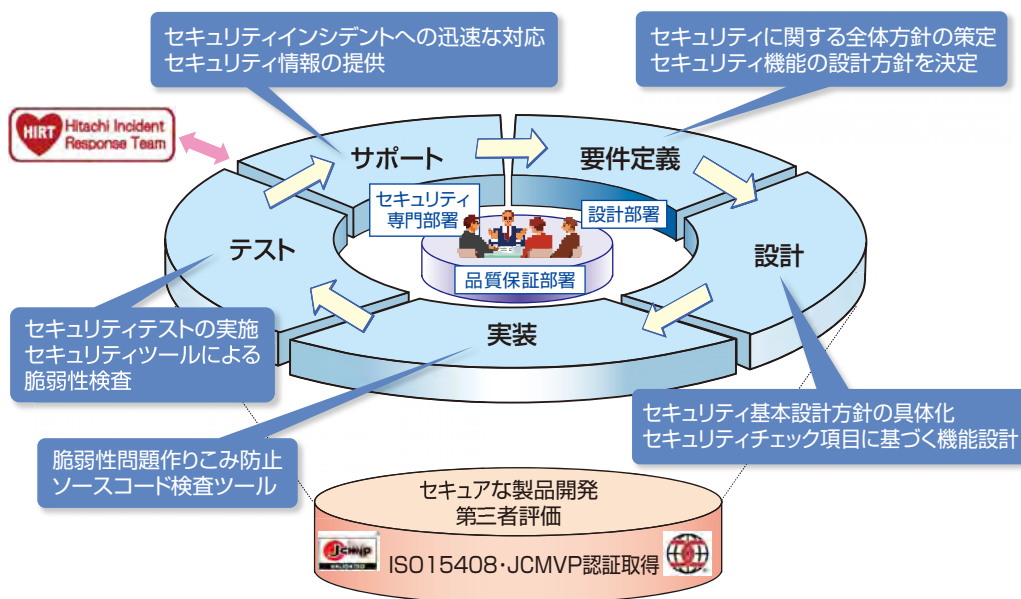 セキュリティインシデントへの迅速な対応
セキュリティ情報の提供
セキュリティに関する全体方針の策定
セキュリティ機能の設計方針を決定
HIRT
Hitachi Incident
Response Team
サポート
要件定義
セキュリティ
専門部署
設計部署
品質保証部署
テスト
設計
実装
セキュリティテストの実施
セキュリティツールによる
脆弱性検査
セキュリティ基本設計方針の具体化
セキュリティチェック項目に基づく機能設計
脆弱性問題作りこみ防止
ソースコード検査ツール
セキュアな製品開発
第三者評価
JCMVP
VALIDATED
ISO15408・JCMVP認証取得